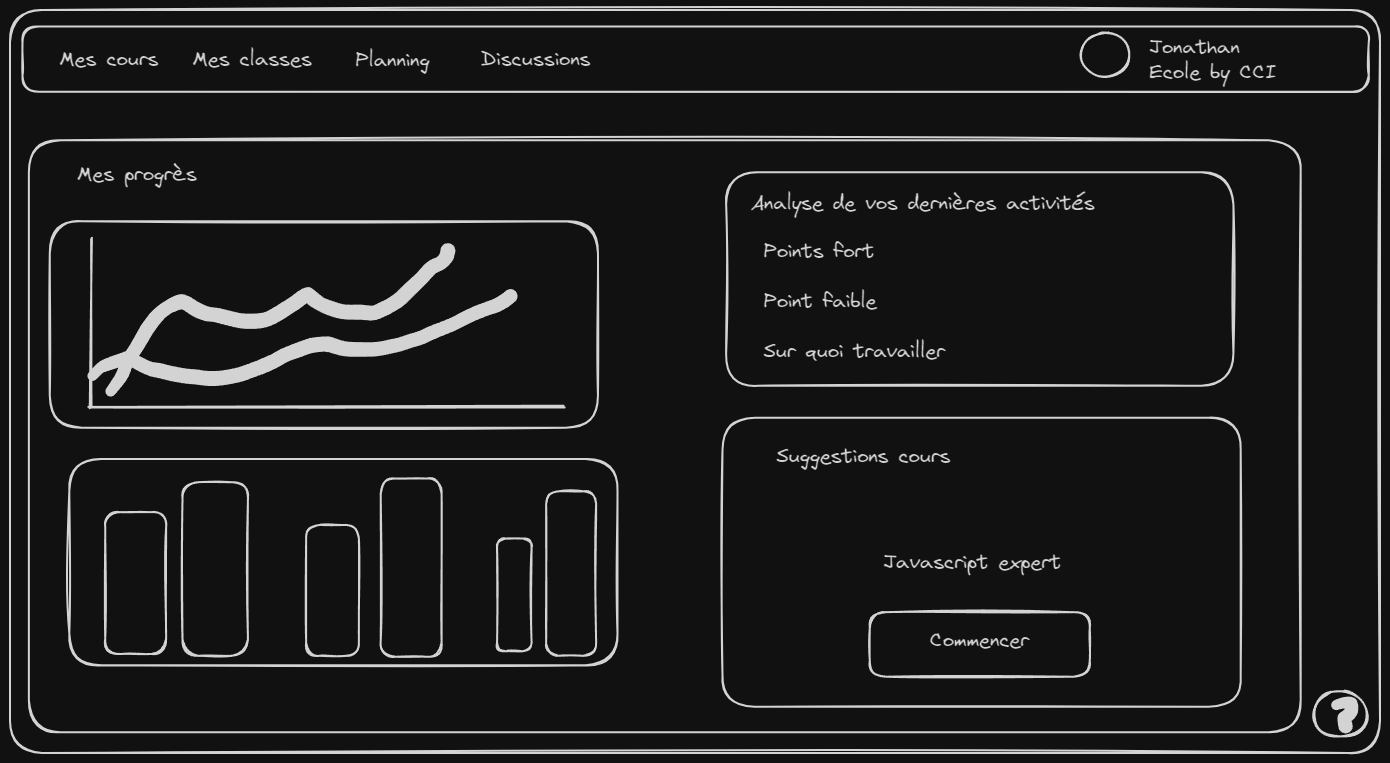 Mes cours
Mes classes
Planning
Discussions
Jonathan
Ecole by CCI
Mes progrès
Analyse de vos dernières activités
Points fort
Point faible
Sur quoi travailler
Suggestions cours
Javascript expert
Commencer
?